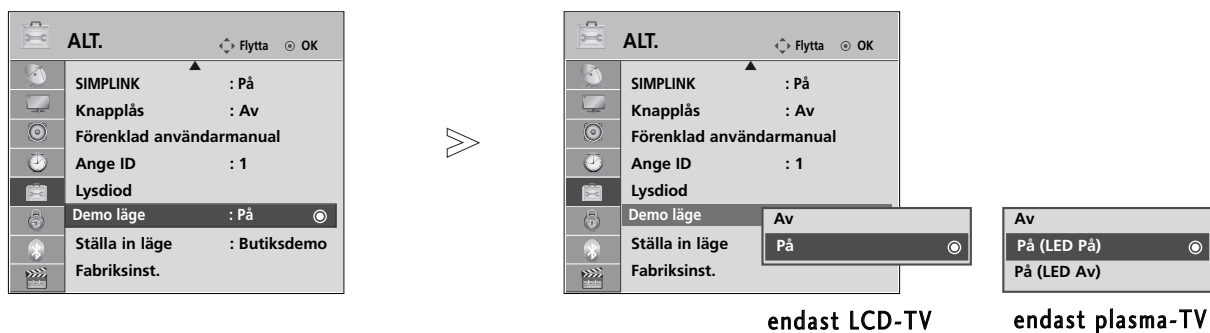 ALT. Flytta OK
SIMPLINK : På
Knapplås : Av
Förenklad användarmanual
Ange ID : 1
Lysdiod
Demo läge : På
Ställa in läge : Butiksdemo
Fabriksinst.
ALT. Flytta OK
SIMPLINK : På
Knapplås : Av
Förenklad användarmanual
Ange ID : 1
Lysdiod
Demo läge
Ställa in läge
Fabriksinst.
Av
På
endast LCD-TV
Av
På (LED På)
På (LED Av)
endast plasma-TV